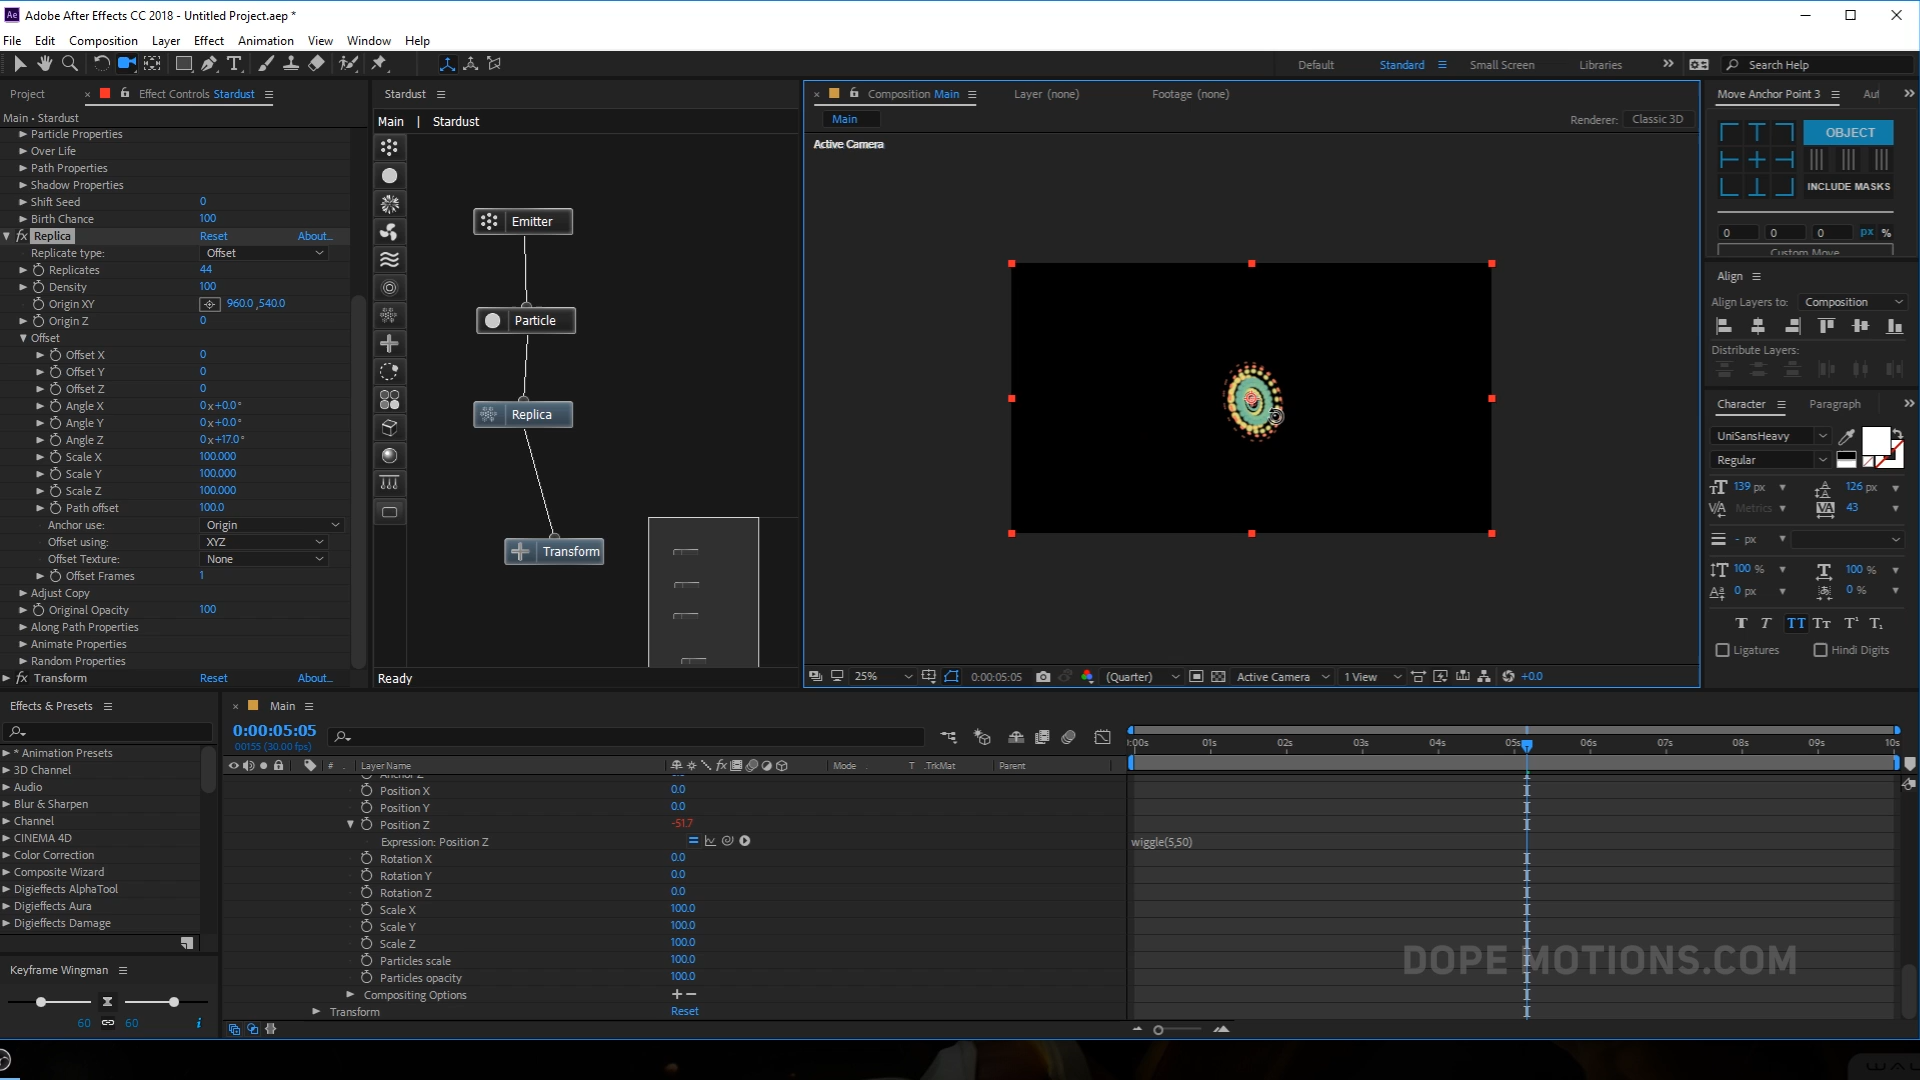 Adobe After Effects CC 2018 - Untitled Project.aep *
File Edit Composition Layer Effect Animation View Window Help
Default Standard Small Screen Libraries Search Help
Project Effect Controls Stardust
Main • Stardust
Particle Properties
Over Life
Path Properties
Shadow Properties
Shift Seed 0
Birth Chance 100
fx Replica Reset About...
Replicate type: Offset
Replicates 44
Density 100
Origin XY 960.0 ,540.0
Origin Z 0
Offset
Offset X 0
Offset Y 0
Offset Z 0
Angle X 0 x+0.0°
Angle Y 0 x+0.0°
Angle Z 0 x+17.0°
Scale X 100.000
Scale Y 100.000
Scale Z 100.000
Path offset 100.0
Anchor use: Origin
Offset using: XYZ
Offset Texture: None
Offset Frames 1
Adjust Copy
Original Opacity 100
Along Path Properties
Animate Properties
Random Properties
fx Transform Reset About...
Stardust
Main | Stardust
Emitter
Particle
Replica
Transform
Ready
Composition Main Layer (none) Footage (none)
Main Renderer: Classic 3D
Active Camera
25% 0:00:05:05 (Quarter) Active Camera 1 View +0.0
Move Anchor Point 3 Aut
OBJECT
INCLUDE MASKS
0 0 0 px %
Custom Move
Align
Align Layers to: Composition
Distribute Layers:
Character Paragraph
UniSansHeavy
Regular
139 px 126 px
Metrics 43
- px
100 % 100 %
0 px 0 %
Ligatures Hindi Digits
Effects & Presets
* Animation Presets
3D Channel
Audio
Blur & Sharpen
Channel
CINEMA 4D
Color Correction
Composite Wizard
Digieffects AlphaTool
Digieffects Aura
Digieffects Damage
Keyframe Wingman
60 60
Main
0:00:05:05
00155 (30.00 fps)
:00s 01s 02s 03s 04s 05s 06s 07s 08s 09s 10s
# Layer Name Mode T .TrkMat Parent
Position X 0.0
Position Y 0.0
Position Z -51.7
Expression: Position Z wiggle(5,50)
Rotation X 0.0
Rotation Y 0.0
Rotation Z 0.0
Scale X 100.0
Scale Y 100.0
Scale Z 100.0
Particles scale 100.0
Particles opacity 100.0
Compositing Options
Transform Reset
DOPE MOTIONS.COM